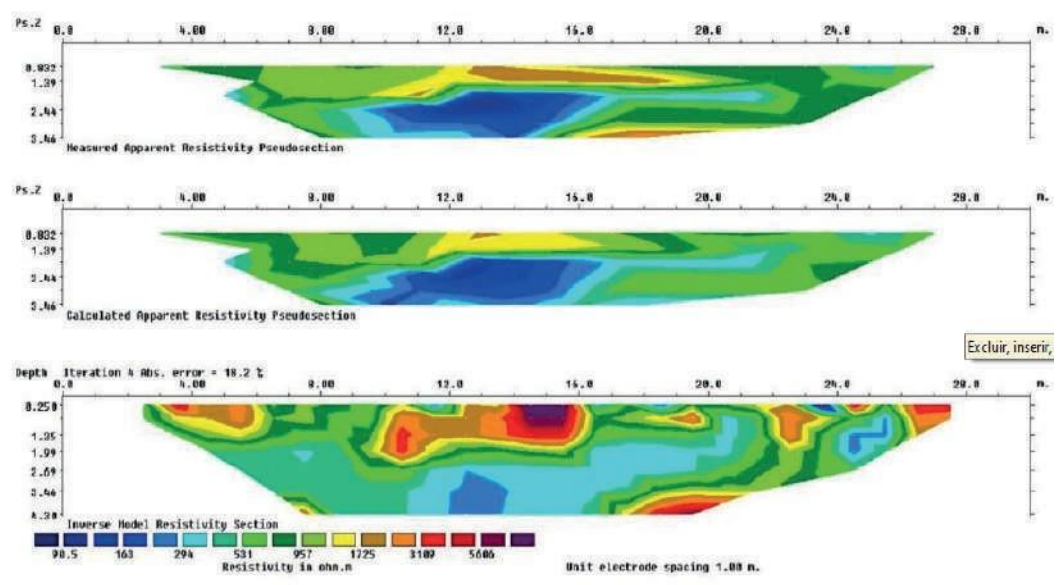 Ps.Z
0.0 4.00 8.00 12.0 16.0 20.0 24.0 28.0 m.
0.832
1.39
2.44
3.46
Measured Apparent Resistivity Pseudosection
Ps.Z
0.0 4.00 8.00 12.0 16.0 20.0 24.0 28.0 m.
0.832
1.39
2.44
3.46
Calculated Apparent Resistivity Pseudosection
Excluir, inserir,
Depth Iteration 4 Abs. error = 18.2 %
0.0 4.00 8.00 12.0 16.0 20.0 24.0 28.0 m.
0.250
1.35
1.99
2.69
3.46
Inverse Model Resistivity Section
90.5 163 294 531 957 1725 3109 5606
Resistivity in ohm.m
Unit electrode spacing 1.00 m.